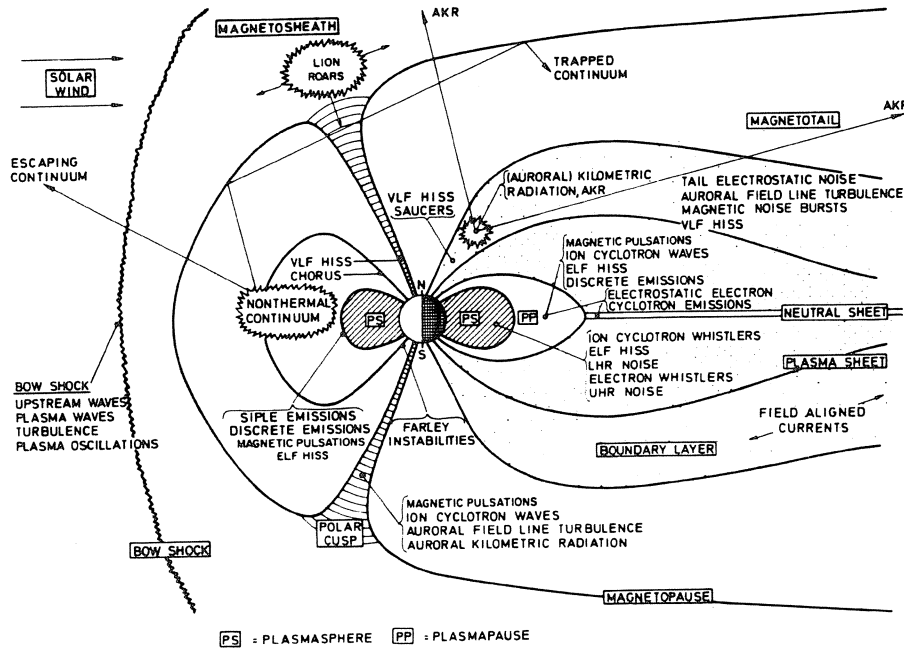 MAGNETOSHEATH
AKR
LION
ROARS
TRAPPED
CONTINUUM
SOLAR
WIND
MAGNETOTAIL
AKR
ESCAPING
CONTINUUM
(AURORAL) KILOMETRIC
RADIATION, AKR
TAIL ELECTROSTATIC NOISE
AURORAL FIELD LINE TURBULENCE
MAGNETIC NOISE BURSTS
VLF HISS
VLF HISS
SAUCERS
VLF HISS
CHORUS
MAGNETIC PULSATIONS
ION CYCLOTRON WAVES
ELF HISS
DISCRETE EMISSIONS
ELECTROSTATIC ELECTRON
CYCLOTRON EMISSIONS
NONTHERMAL
CONTINUUM
N
S
PS
PS
PP
NEUTRAL SHEET
ION CYCLOTRON WHISTLERS
ELF HISS
LHR NOISE
ELECTRON WHISTLERS
UHR NOISE
PLASMA SHEET
BOW SHOCK
UPSTREAM WAVES
PLASMA WAVES
TURBULENCE
PLASMA OSCILLATIONS
SIPLE EMISSIONS
DISCRETE EMISSIONS
MAGNETIC PULSATIONS
ELF HISS
FARLEY
INSTABILITIES
FIELD ALIGNED
CURRENTS
BOUNDARY LAYER
MAGNETIC PULSATIONS
ION CYCLOTRON WAVES
AURORAL FIELD LINE TURBULENCE
AURORAL KILOMETRIC RADIATION
POLAR
CUSP
BOW SHOCK
MAGNETOPAUSE
PS = PLASMASPHERE PP = PLASMAPAUSE